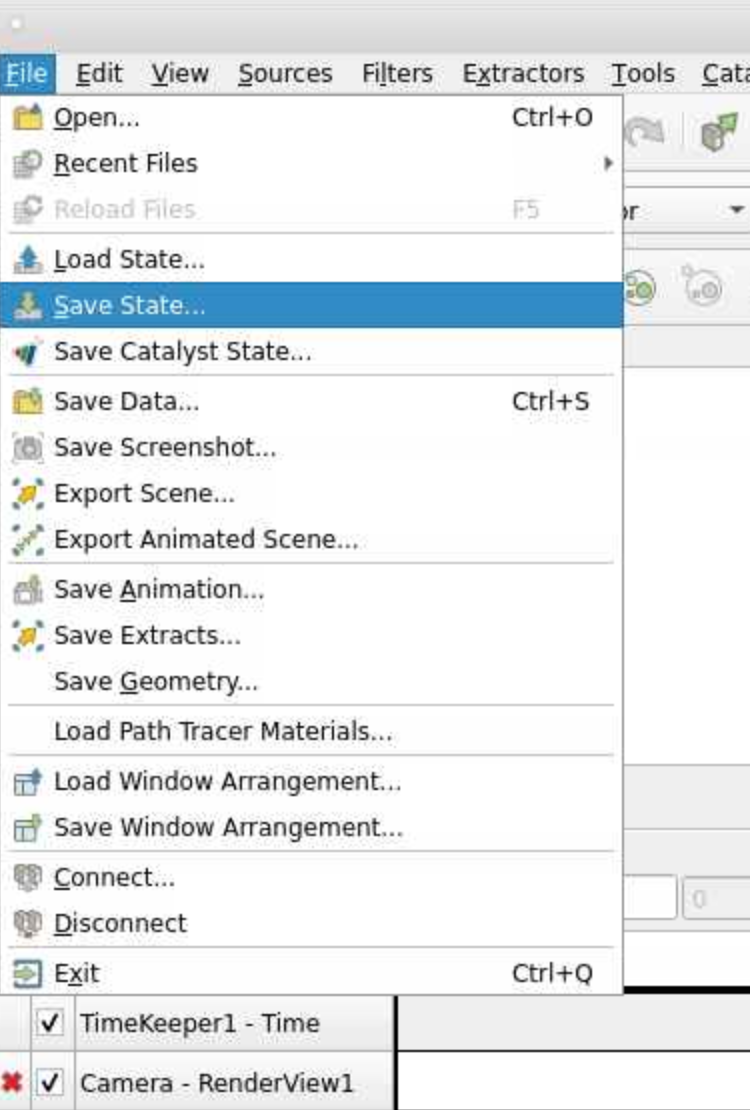 File Edit View Sources Filters Extractors Tools
Open... Ctrl+O
Recent Files
Reload Files F5
Load State...
Save State...
Save Catalyst State...
Save Data... Ctrl+S
Save Screenshot...
Export Scene...
Export Animated Scene...
Save Animation...
Save Extracts...
Save Geometry...
Load Path Tracer Materials...
Load Window Arrangement...
Save Window Arrangement...
Connect...
0
Disconnect
Exit Ctrl+Q
TimeKeeper1 - Time
Camera - RenderView1